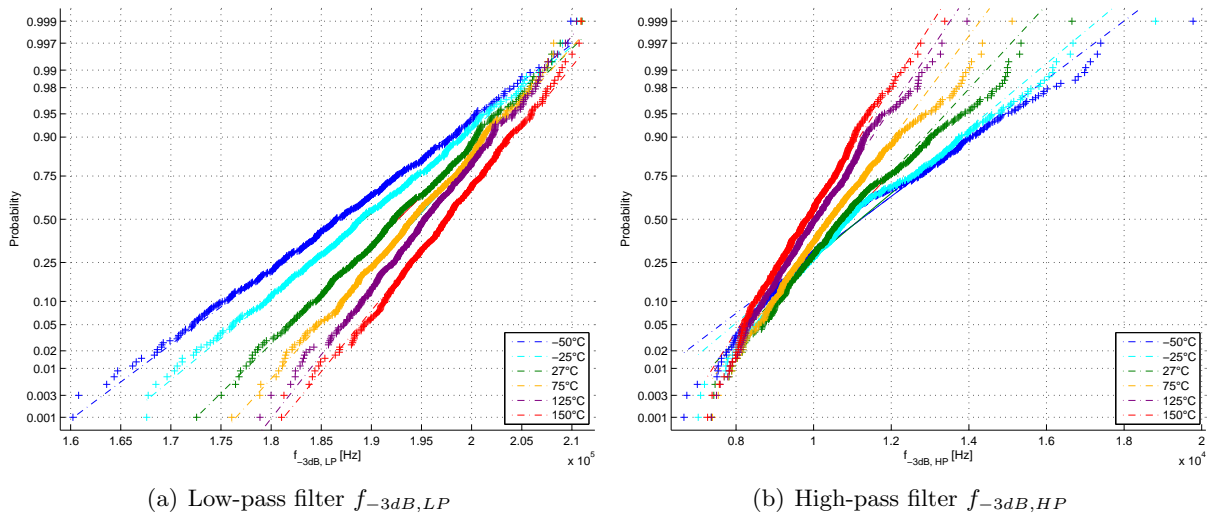 0.999
0.997
0.99
0.98
0.95
0.90
0.75
0.50
0.25
0.10
0.05
0.02
0.01
0.003
0.001
Probability
1.6 1.65 1.7 1.75 1.8 1.85 1.9 1.95 2 2.05 2.1
x 10^5
f_-3dB, LP [Hz]
−50°C
−25°C
27°C
75°C
125°C
150°C
(a) Low-pass filter f_−3dB,LP
0.999
0.997
0.99
0.98
0.95
0.90
0.75
0.50
0.25
0.10
0.05
0.02
0.01
0.003
0.001
Probability
0.8 1 1.2 1.4 1.6 1.8 2
x 10^4
f_-3dB, HP [Hz]
−50°C
−25°C
27°C
75°C
125°C
150°C
(b) High-pass filter f_−3dB,HP